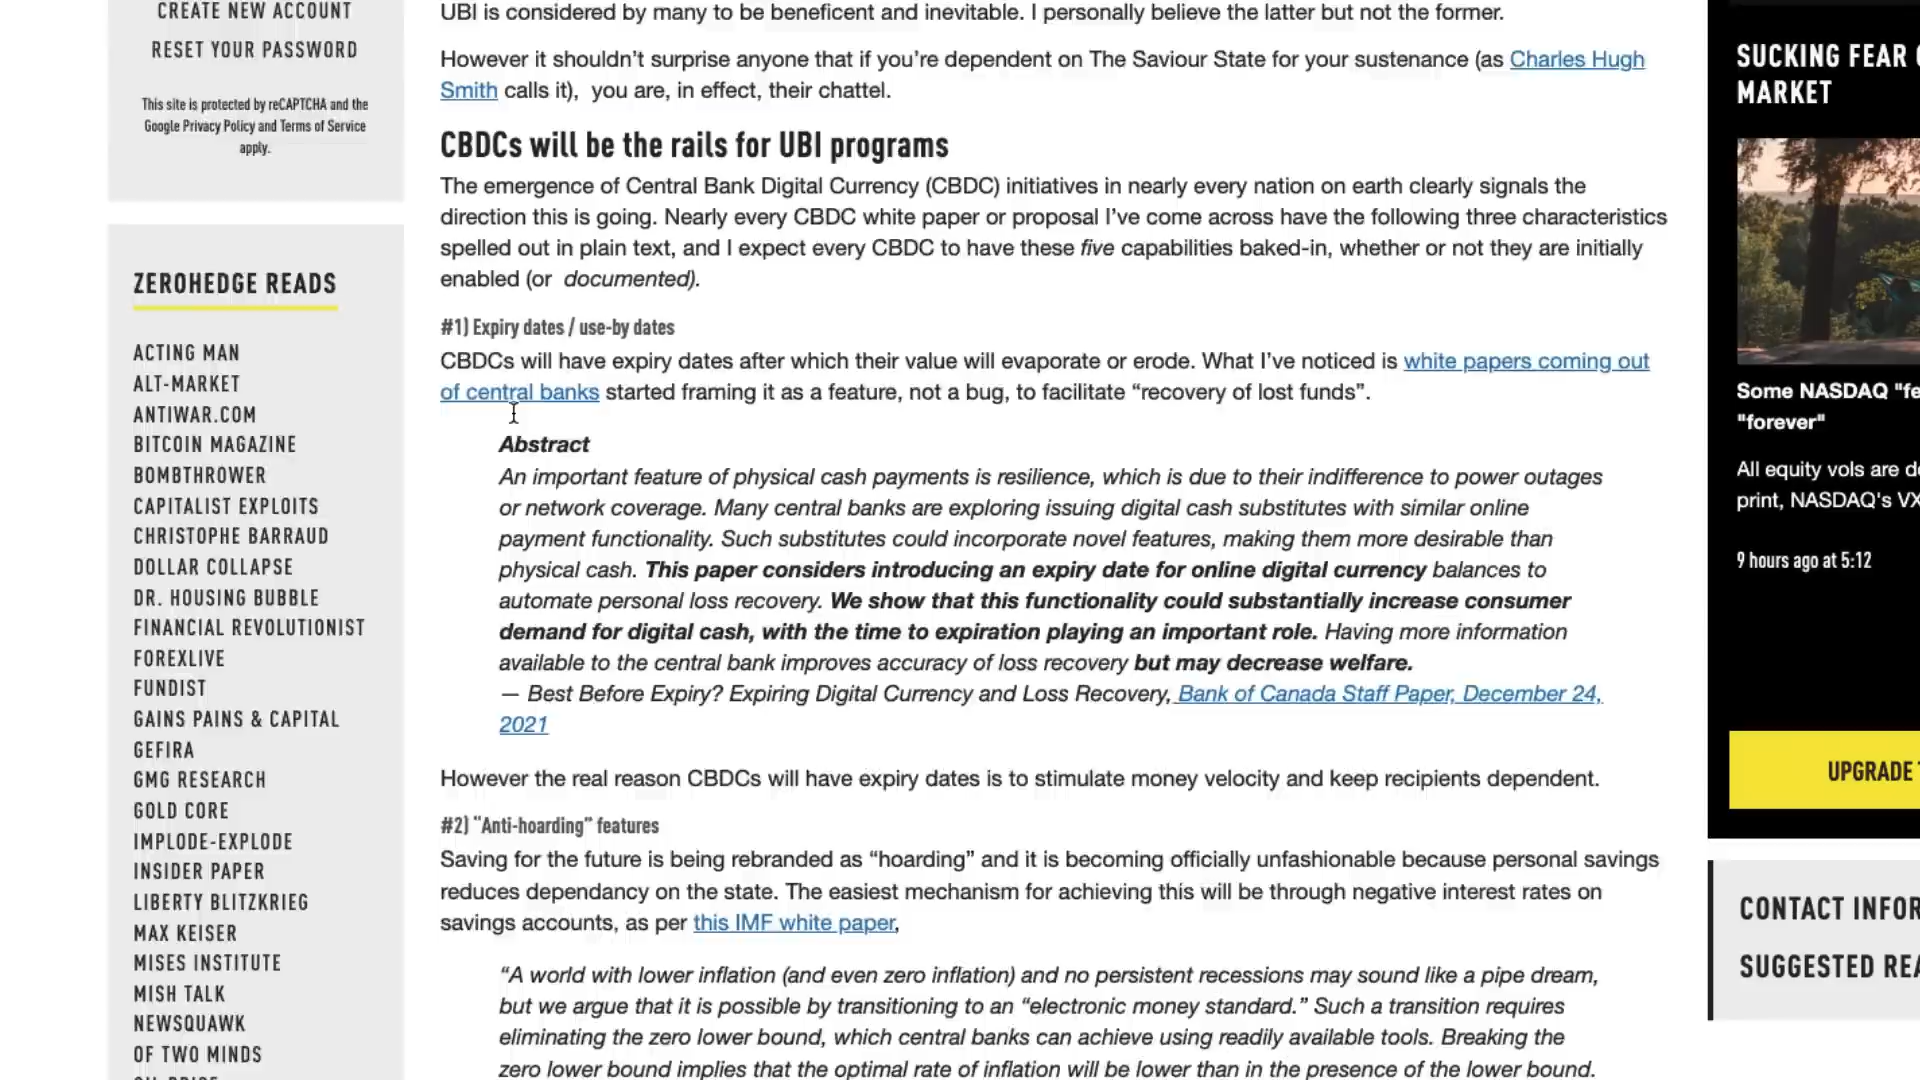 CREATE NEW ACCOUNT
RESET YOUR PASSWORD
This site is protected by reCAPTCHA and the
Google Privacy Policy and Terms of Service
apply.
ZEROHEDGE READS
ACTING MAN
ALT-MARKET
ANTIWAR.COM
BITCOIN MAGAZINE
BOMBTHROWER
CAPITALIST EXPLOITS
CHRISTOPHE BARRAUD
DOLLAR COLLAPSE
DR. HOUSING BUBBLE
FINANCIAL REVOLUTIONIST
FOREXLIVE
FUNDIST
GAINS PAINS & CAPITAL
GEFIRA
GMG RESEARCH
GOLD CORE
IMPLODE-EXPLODE
INSIDER PAPER
LIBERTY BLITZKRIEG
MAX KEISER
MISES INSTITUTE
MISH TALK
NEWSQUAWK
OF TWO MINDS
UBI is considered by many to be beneficent and inevitable. I personally believe the latter but not the former.
However it shouldn’t surprise anyone that if you’re dependent on The Saviour State for your sustenance (as Charles Hugh
Smith calls it),  you are, in effect, their chattel.
CBDCs will be the rails for UBI programs
The emergence of Central Bank Digital Currency (CBDC) initiatives in nearly every nation on earth clearly signals the
direction this is going. Nearly every CBDC white paper or proposal I’ve come across have the following three characteristics
spelled out in plain text, and I expect every CBDC to have these five capabilities baked-in, whether or not they are initially
enabled (or  documented).
#1) Expiry dates / use-by dates
CBDCs will have expiry dates after which their value will evaporate or erode. What I’ve noticed is white papers coming out
of central banks started framing it as a feature, not a bug, to facilitate “recovery of lost funds”.
Abstract
An important feature of physical cash payments is resilience, which is due to their indifference to power outages
or network coverage. Many central banks are exploring issuing digital cash substitutes with similar online
payment functionality. Such substitutes could incorporate novel features, making them more desirable than
physical cash. This paper considers introducing an expiry date for online digital currency balances to
automate personal loss recovery. We show that this functionality could substantially increase consumer
demand for digital cash, with the time to expiration playing an important role. Having more information
available to the central bank improves accuracy of loss recovery but may decrease welfare.
— Best Before Expiry? Expiring Digital Currency and Loss Recovery, Bank of Canada Staff Paper, December 24,
2021
However the real reason CBDCs will have expiry dates is to stimulate money velocity and keep recipients dependent.
#2) "Anti-hoarding" features
Saving for the future is being rebranded as “hoarding” and it is becoming officially unfashionable because personal savings
reduces dependancy on the state. The easiest mechanism for achieving this will be through negative interest rates on
savings accounts, as per this IMF white paper,
“A world with lower inflation (and even zero inflation) and no persistent recessions may sound like a pipe dream,
but we argue that it is possible by transitioning to an “electronic money standard.” Such a transition requires
eliminating the zero lower bound, which central banks can achieve using readily available tools. Breaking the
zero lower bound implies that the optimal rate of inflation will be lower than in the presence of the lower bound.
SUCKING FEAR
MARKET
Some NASDAQ "fe
"forever"
All equity vols are d
print, NASDAQ's VX
9 hours ago at 5:12
UPGRADE
CONTACT INFOR
SUGGESTED REA